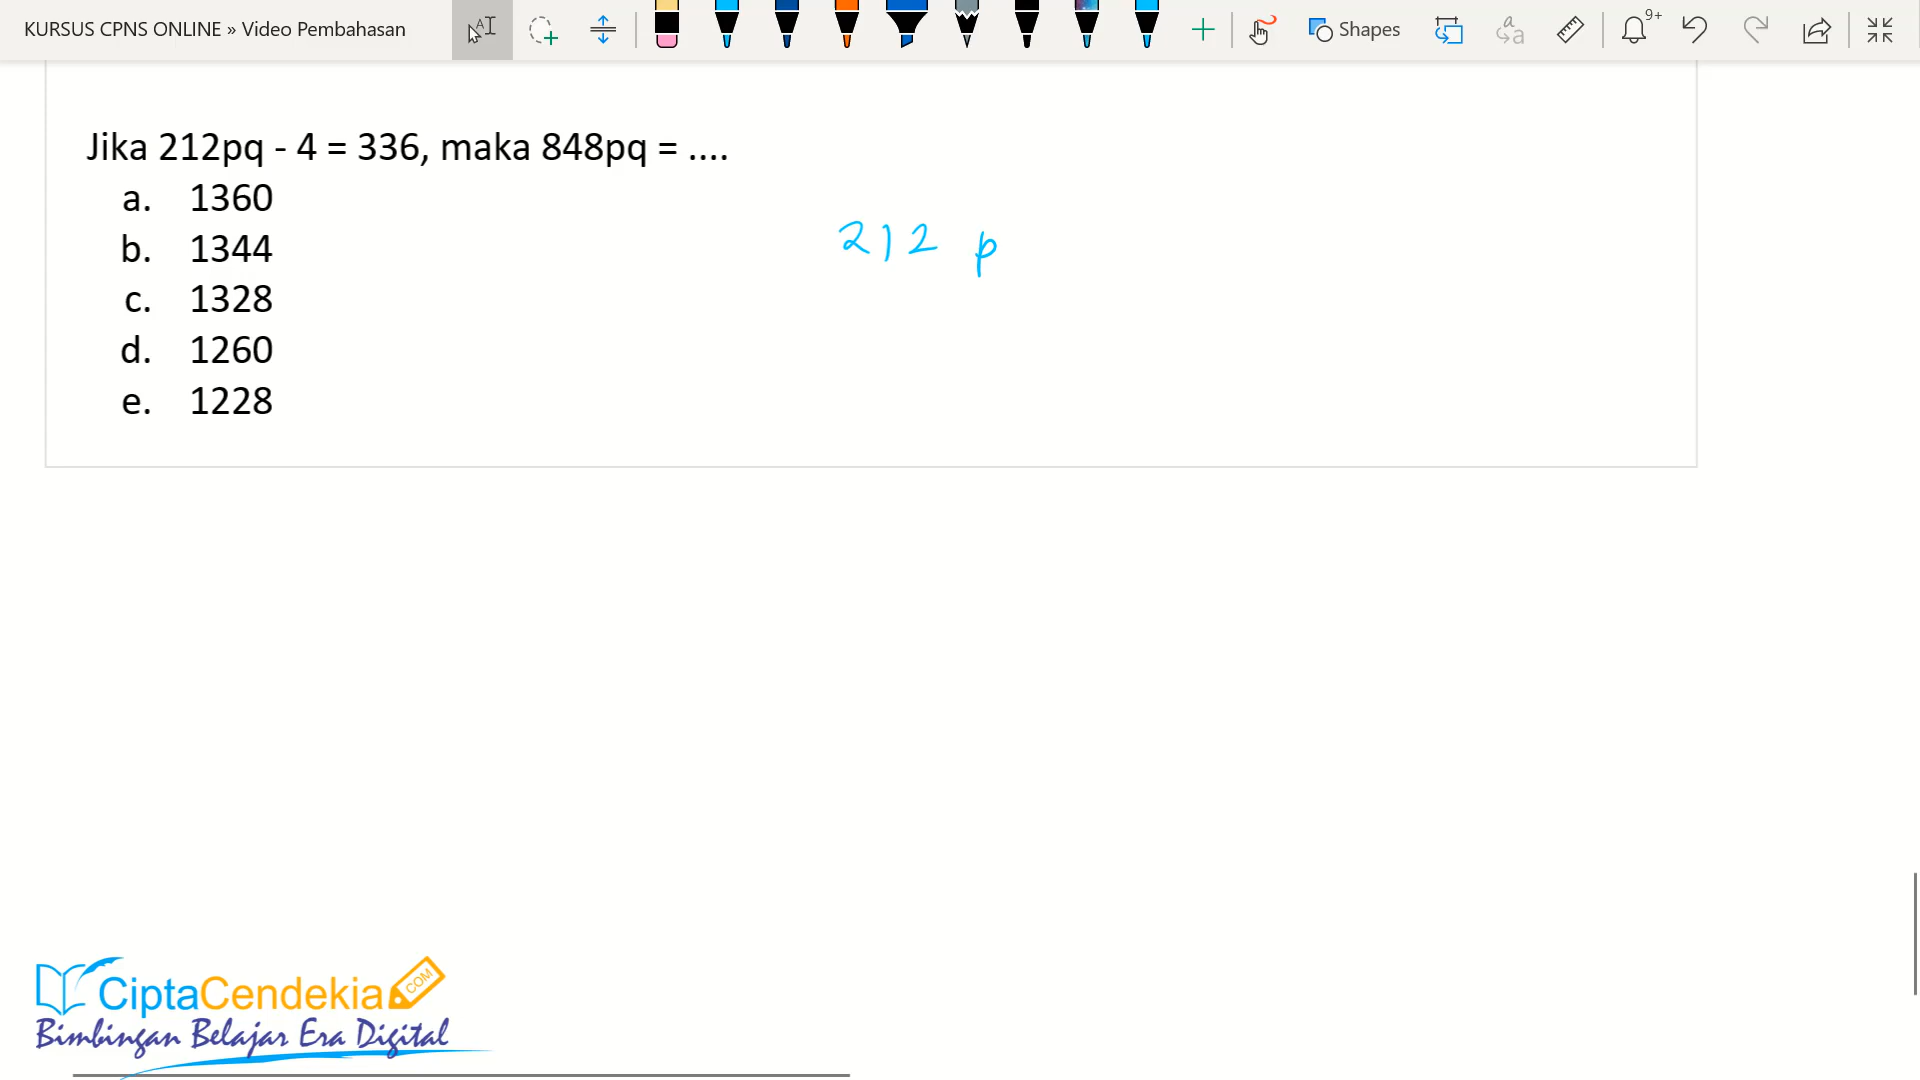 KURSUS CPNS ONLINE » Video Pembahasan
Shapes
9+
Jika 212pq - 4 = 336, maka 848pq = ....
a. 1360
b. 1344
c. 1328
d. 1260
e. 1228
212 p
CiptaCendekia.COM
Bimbingan Belajar Era Digital